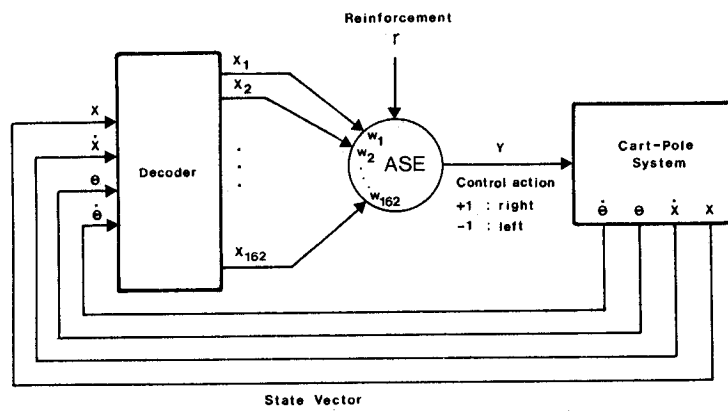 Reinforcement
r
X1
X2
X
Ẋ
Θ
Θ̇
Decoder
.
.
.
X162
w1
w2
. . .
w162
ASE
Y
Control action
+1 : right
-1 : left
Cart-Pole
System
Θ̇ Θ Ẋ X
State Vector